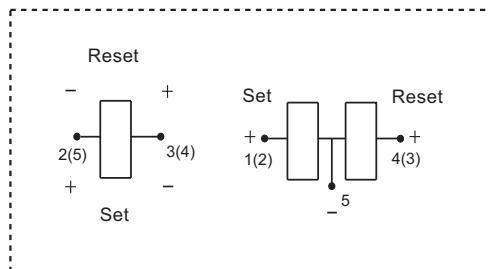 Reset
− +
2(5) 3(4)
+ −
Set
Set Reset
+ +
1(2) 4(3)
5
−